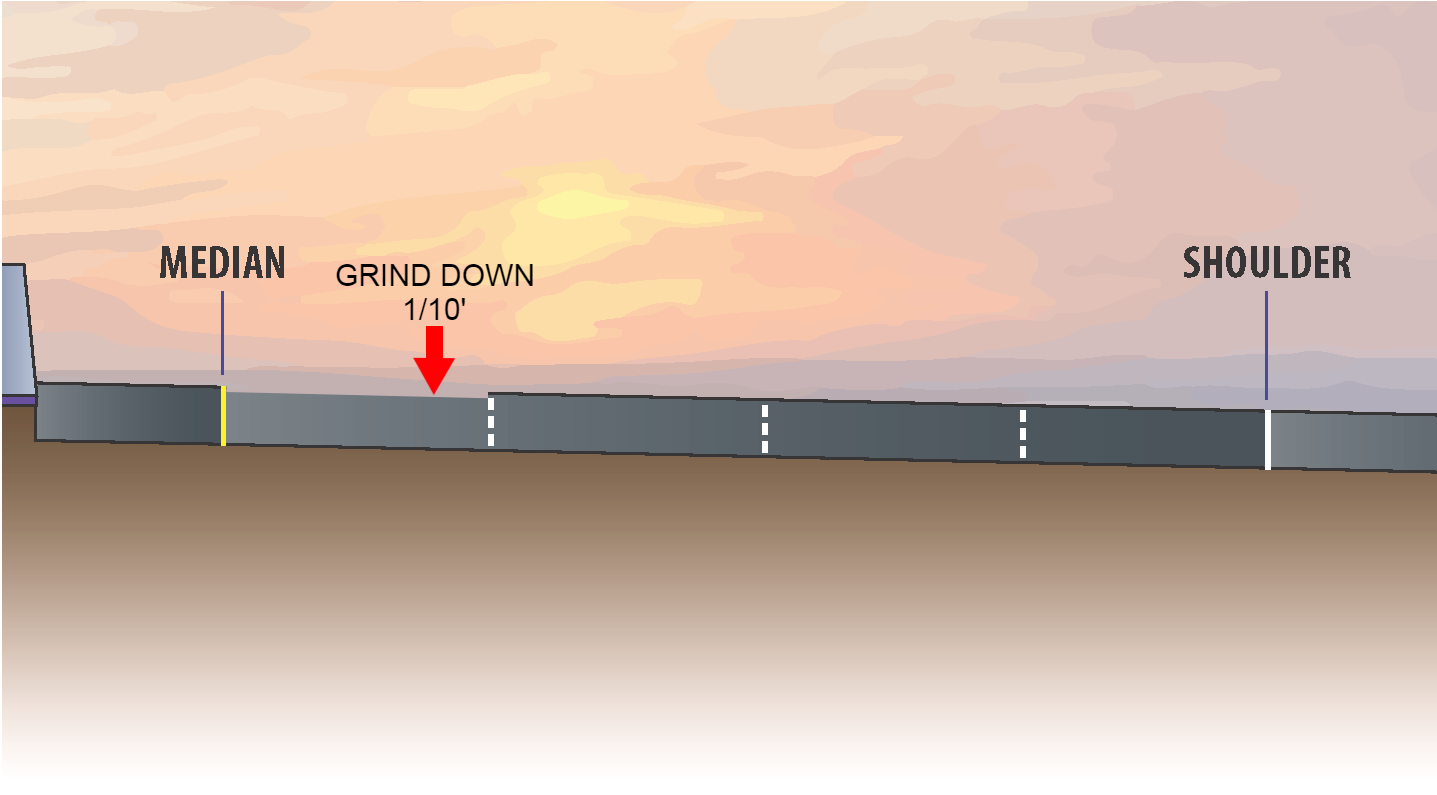 MEDIAN
GRIND DOWN
1/10'
SHOULDER